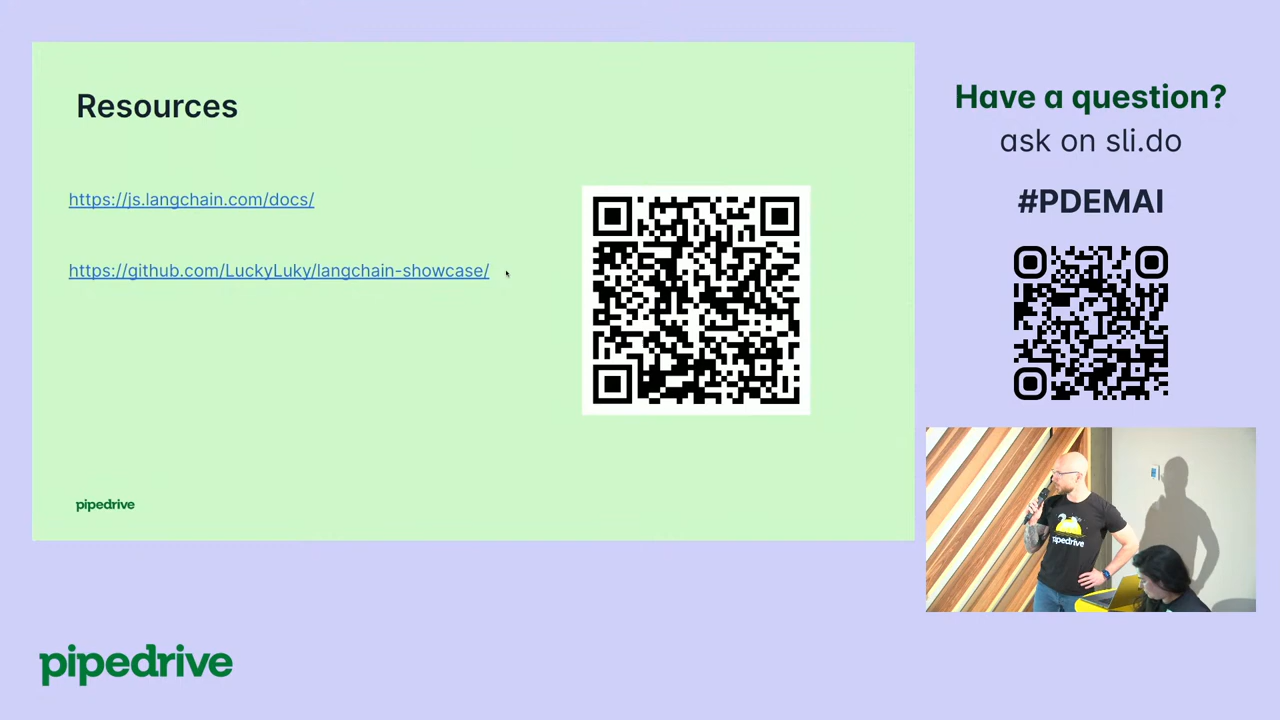 Resources
https://js.langchain.com/docs/
https://github.com/LuckyLuky/langchain-showcase/
pipedrive
Have a question?
ask on sli.do
#PDEMAI
pipedrive
pipedrive